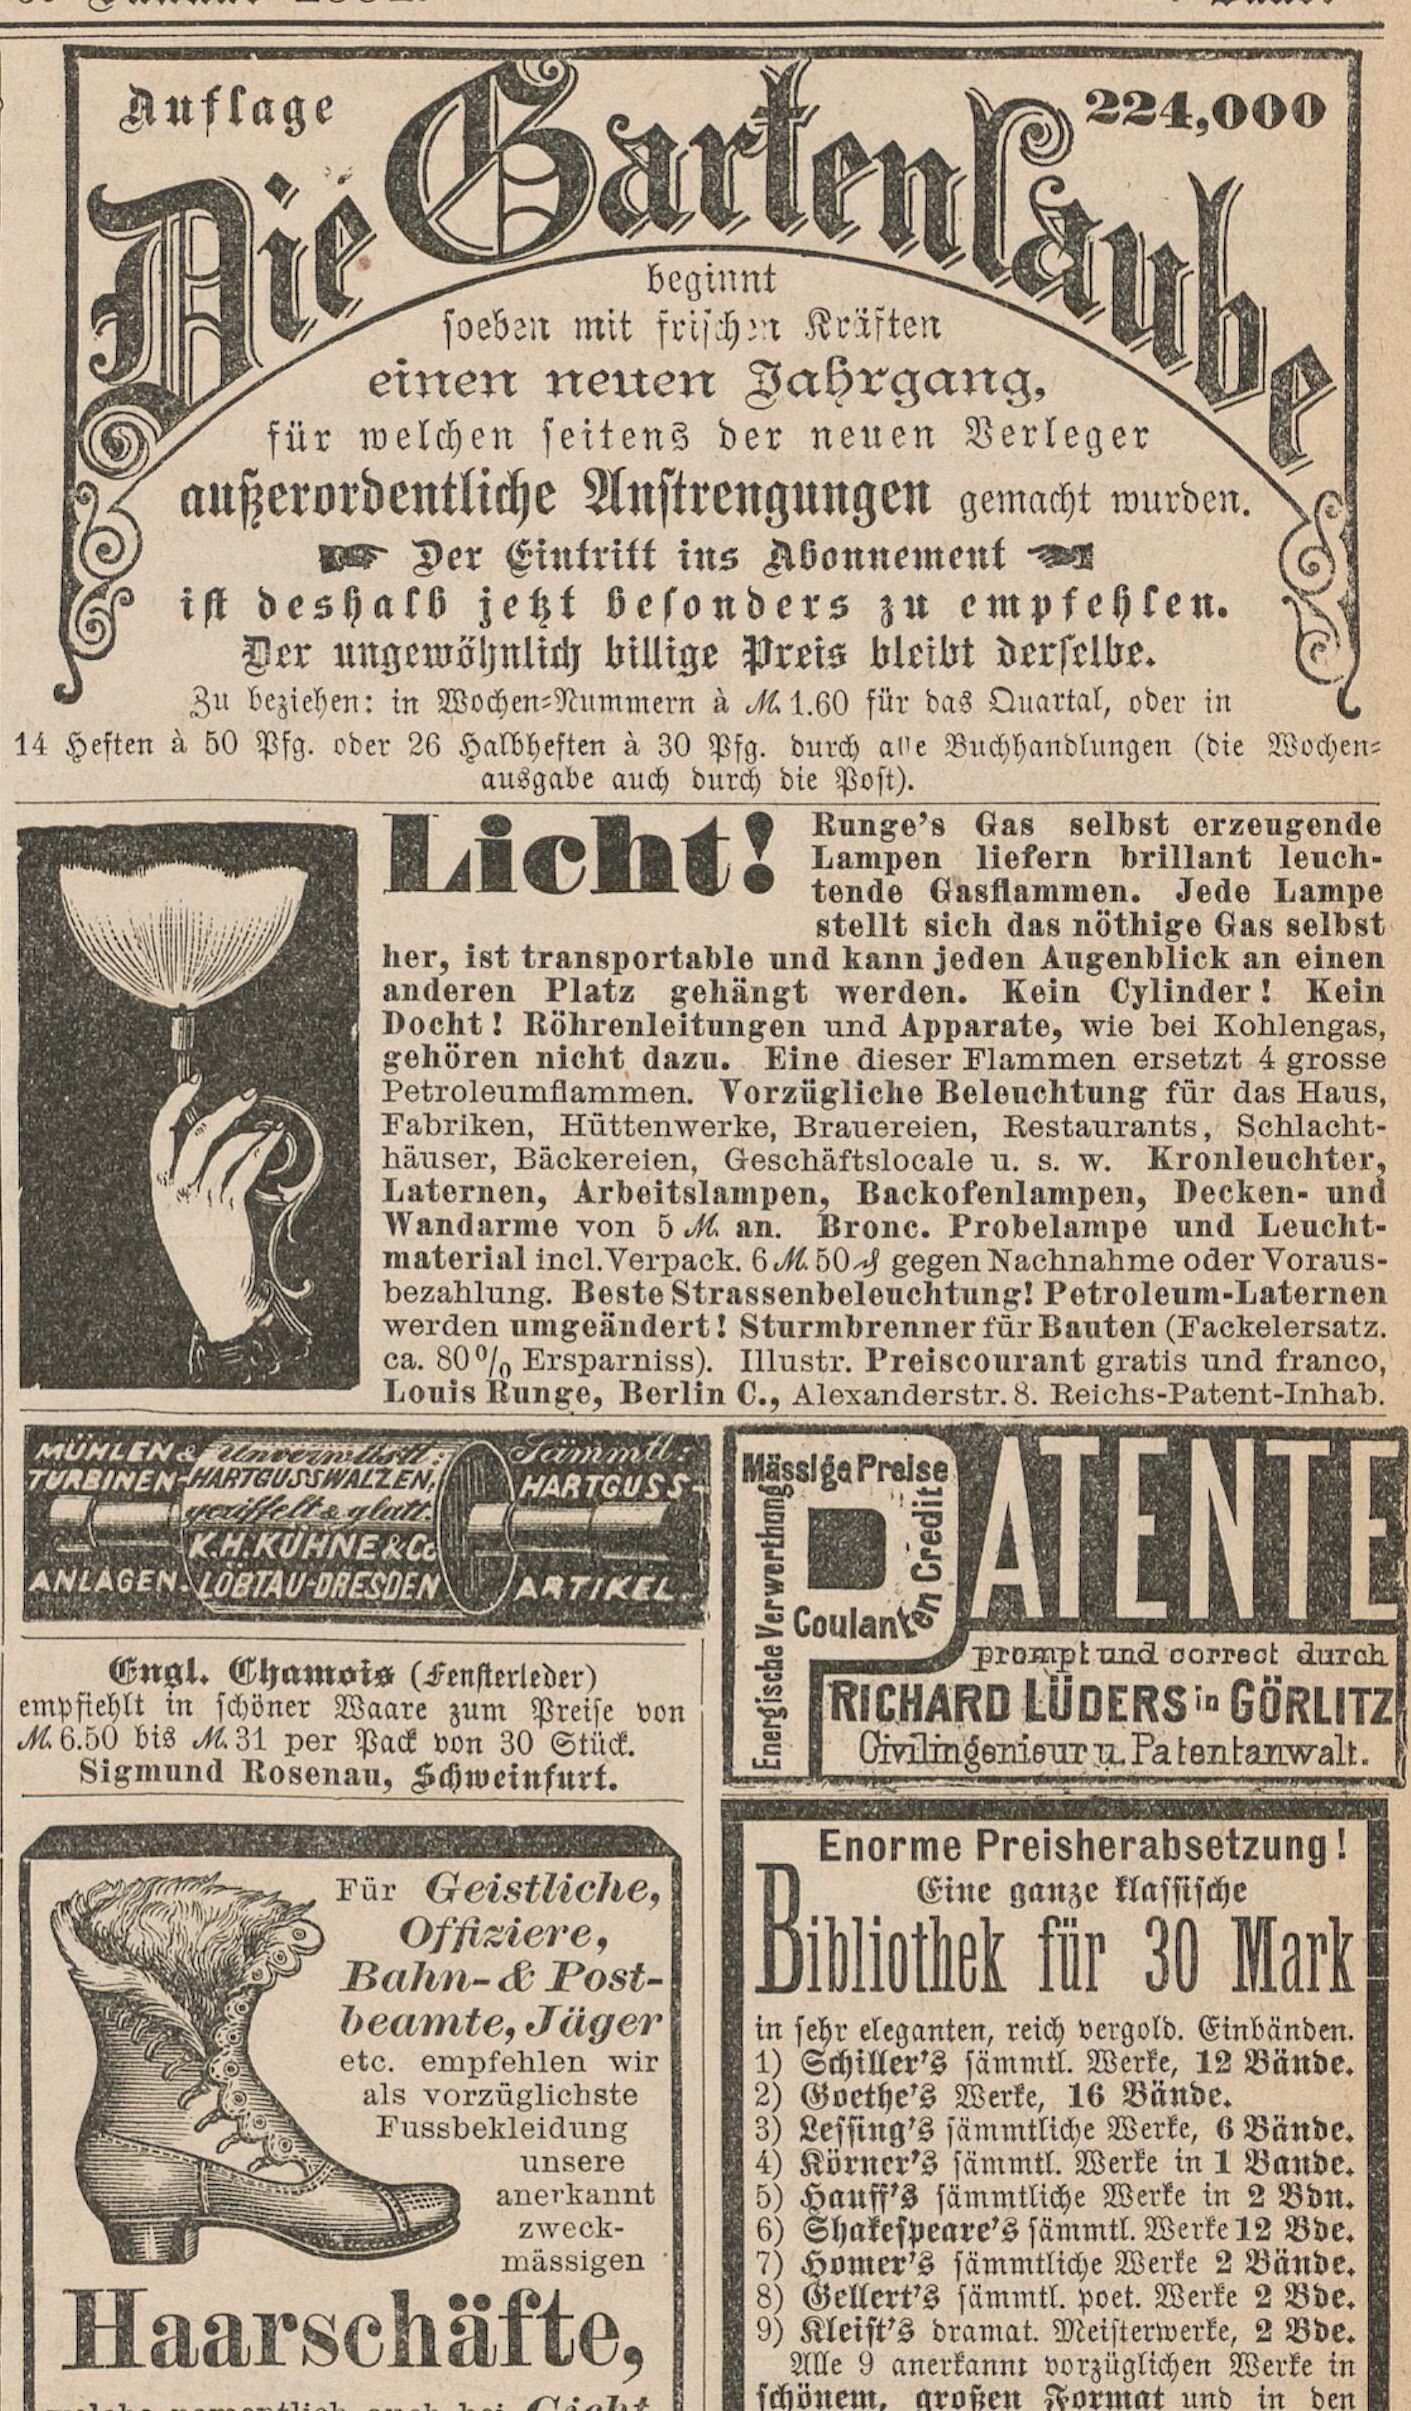 Auflage
224,000
Die Gartenlaube
beginnt
soeben mit frischen Kräften
einen neuen Jahrgang,
für welchen seitens der neuen Verleger
außerordentliche Anstrengungen gemacht wurden.
Der Eintritt ins Abonnement
ist deshalb jetzt besonders zu empfehlen.
Der ungewöhnlich billige Preis bleibt derselbe.
Zu beziehen: in Wochen-Nummern à M. 1.60 für das Quartal, oder in
14 Heften à 50 Pfg. oder 26 Halbheften à 30 Pfg. durch alle Buchhandlungen (die Wochen-
ausgabe auch durch die Post).
Licht!
Runge's Gas selbst erzeugende
Lampen liefern brillant leuch-
tende Gasflammen. Jede Lampe
stellt sich das nöthige Gas selbst
her, ist transportable und kann jeden Augenblick an einen
anderen Platz gehängt werden. Kein Cylinder! Kein
Docht! Röhrenleitungen und Apparate, wie bei Kohlengas,
gehören nicht dazu. Eine dieser Flammen ersetzt 4 grosse
Petroleumflammen. Vorzügliche Beleuchtung für das Haus,
Fabriken, Hüttenwerke, Brauereien, Restaurants, Schlacht-
häuser, Bäckereien, Geschäftslocale u. s. w. Kronleuchter,
Laternen, Arbeitslampen, Backofenlampen, Decken- und
Wandarme von 5 M. an. Bronc. Probelampe und Leucht-
material incl. Verpack. 6 M. 50 ₰ gegen Nachnahme oder Voraus-
bezahlung. Beste Strassenbeleuchtung! Petroleum-Laternen
werden umgeändert! Sturmbrenner für Bauten (Fackelersatz.
ca. 80% Ersparniss). Illustr. Preiscourant gratis und franco,
Louis Runge, Berlin C., Alexanderstr. 8. Reichs-Patent-Inhab.
MÜHLEN &
TURBINEN-
ANLAGEN.
Unverwüstl:
HARTGUSSWALZEN,
geriffelt & glatt.
K.H. KÜHNE & Co
LÖBTAU-DRESDEN
Sämmtl:
HARTGUSS-
ARTIKEL.
Engl. Chamois (Fensterleder)
empfiehlt in schöner Waare zum Preise von
M. 6.50 bis M. 31 per Pack von 30 Stück.
Sigmund Rosenau, Schweinfurt.
Für Geistliche,
Offiziere,
Bahn- & Post-
beamte, Jäger
etc. empfehlen wir
als vorzüglichste
Fussbekleidung
unsere
anerkannt
zweck-
mässigen
Haarschäfte,
PATENTE
Mässige Preise
Coulanten Credit
Energische Verwerthung
prompt und correct durch
RICHARD LÜDERS in GÖRLITZ
Civilingenieur u. Patentanwalt.
Enorme Preisherabsetzung!
Eine ganze klassische
Bibliothek für 30 Mark
in sehr eleganten, reich vergold. Einbänden.
1) Schiller's sämmtl. Werke, 12 Bände.
2) Goethe's Werke, 16 Bände.
3) Lessing's sämmtliche Werke, 6 Bände.
4) Körner's sämmtl. Werke in 1 Bande.
5) Hauff's sämmtliche Werke in 2 Bdn.
6) Shakespeare's sämmtl. Werke 12 Bde.
7) Homer's sämmtliche Werke 2 Bände.
8) Gellert's sämmtl. poet. Werke 2 Bde.
9) Kleist's dramat. Meisterwerke, 2 Bde.
Alle 9 anerkannt vorzüglichen Werke in
schönem, großen Format und in den